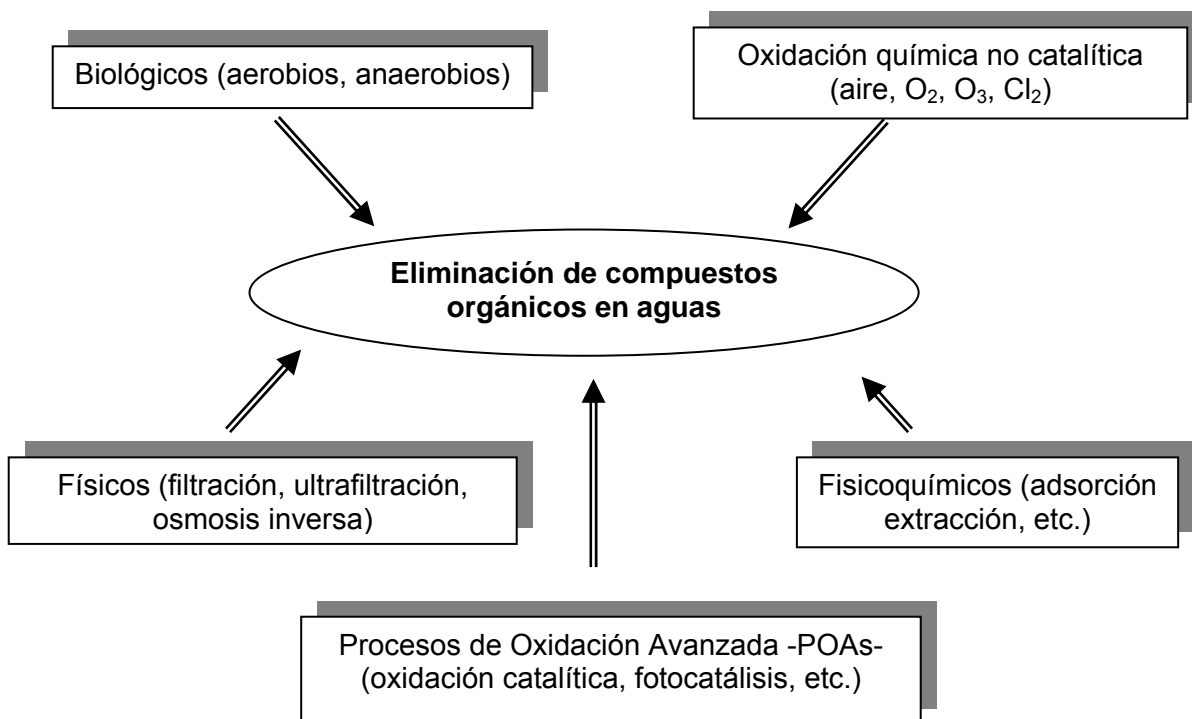 Biológicos (aerobios, anaerobios)
Oxidación química no catalítica
(aire, O₂, O₃, Cl₂)
Eliminación de compuestos
orgánicos en aguas
Físicos (filtración, ultrafiltración,
osmosis inversa)
Fisicoquímicos (adsorción
extracción, etc.)
Procesos de Oxidación Avanzada -POAs-
(oxidación catalítica, fotocatálisis, etc.)